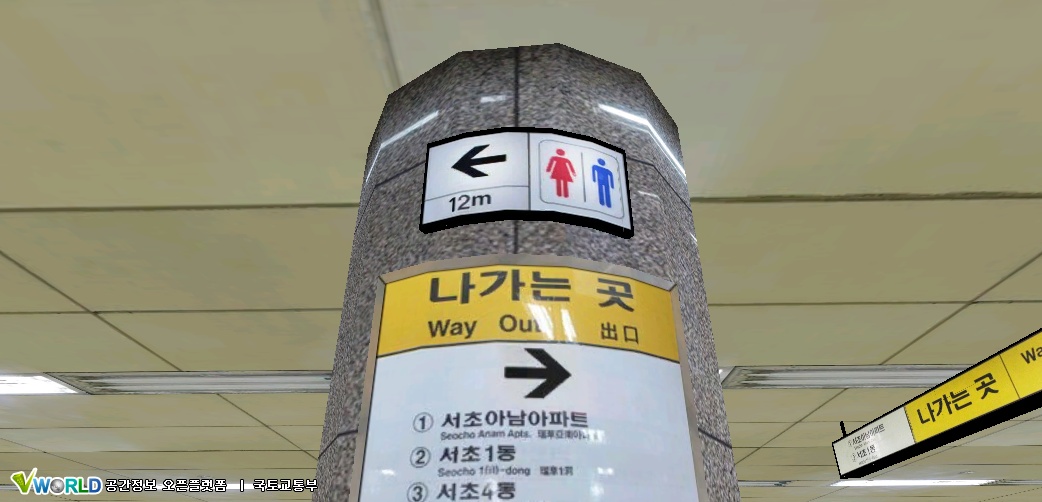 12m
나가는 곳
Way Out 出口
① 서초아남아파트
Seocho Anam Apts.
② 서초1동
Seocho 1(il)-dong
③ 서초4동
나가는 곳
VWORLD 공간정보 오픈플랫폼 | 국토교통부